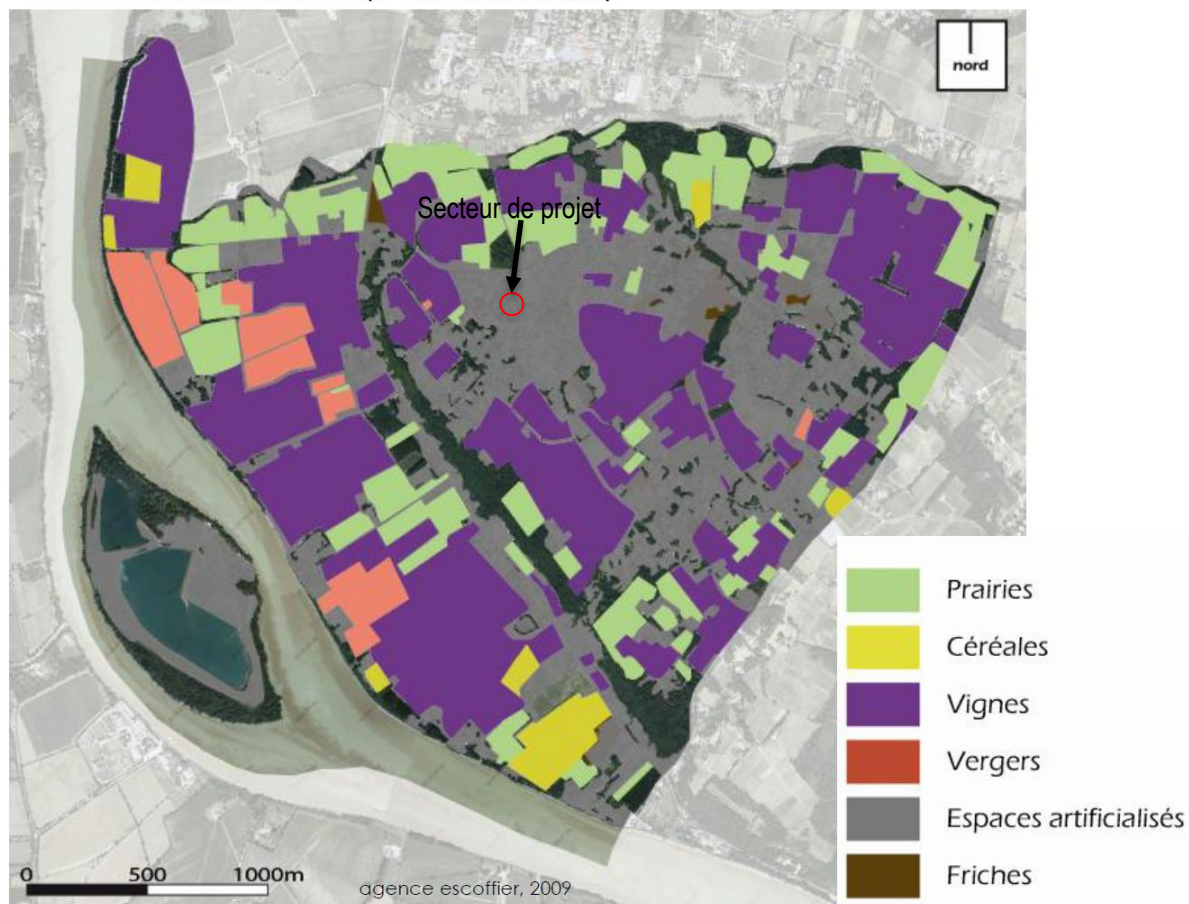 nord
Secteur de projet
Prairies
Céréales
Vignes
Vergers
Espaces artificialisés
Friches
0 500 1000m
agence escoffier, 2009